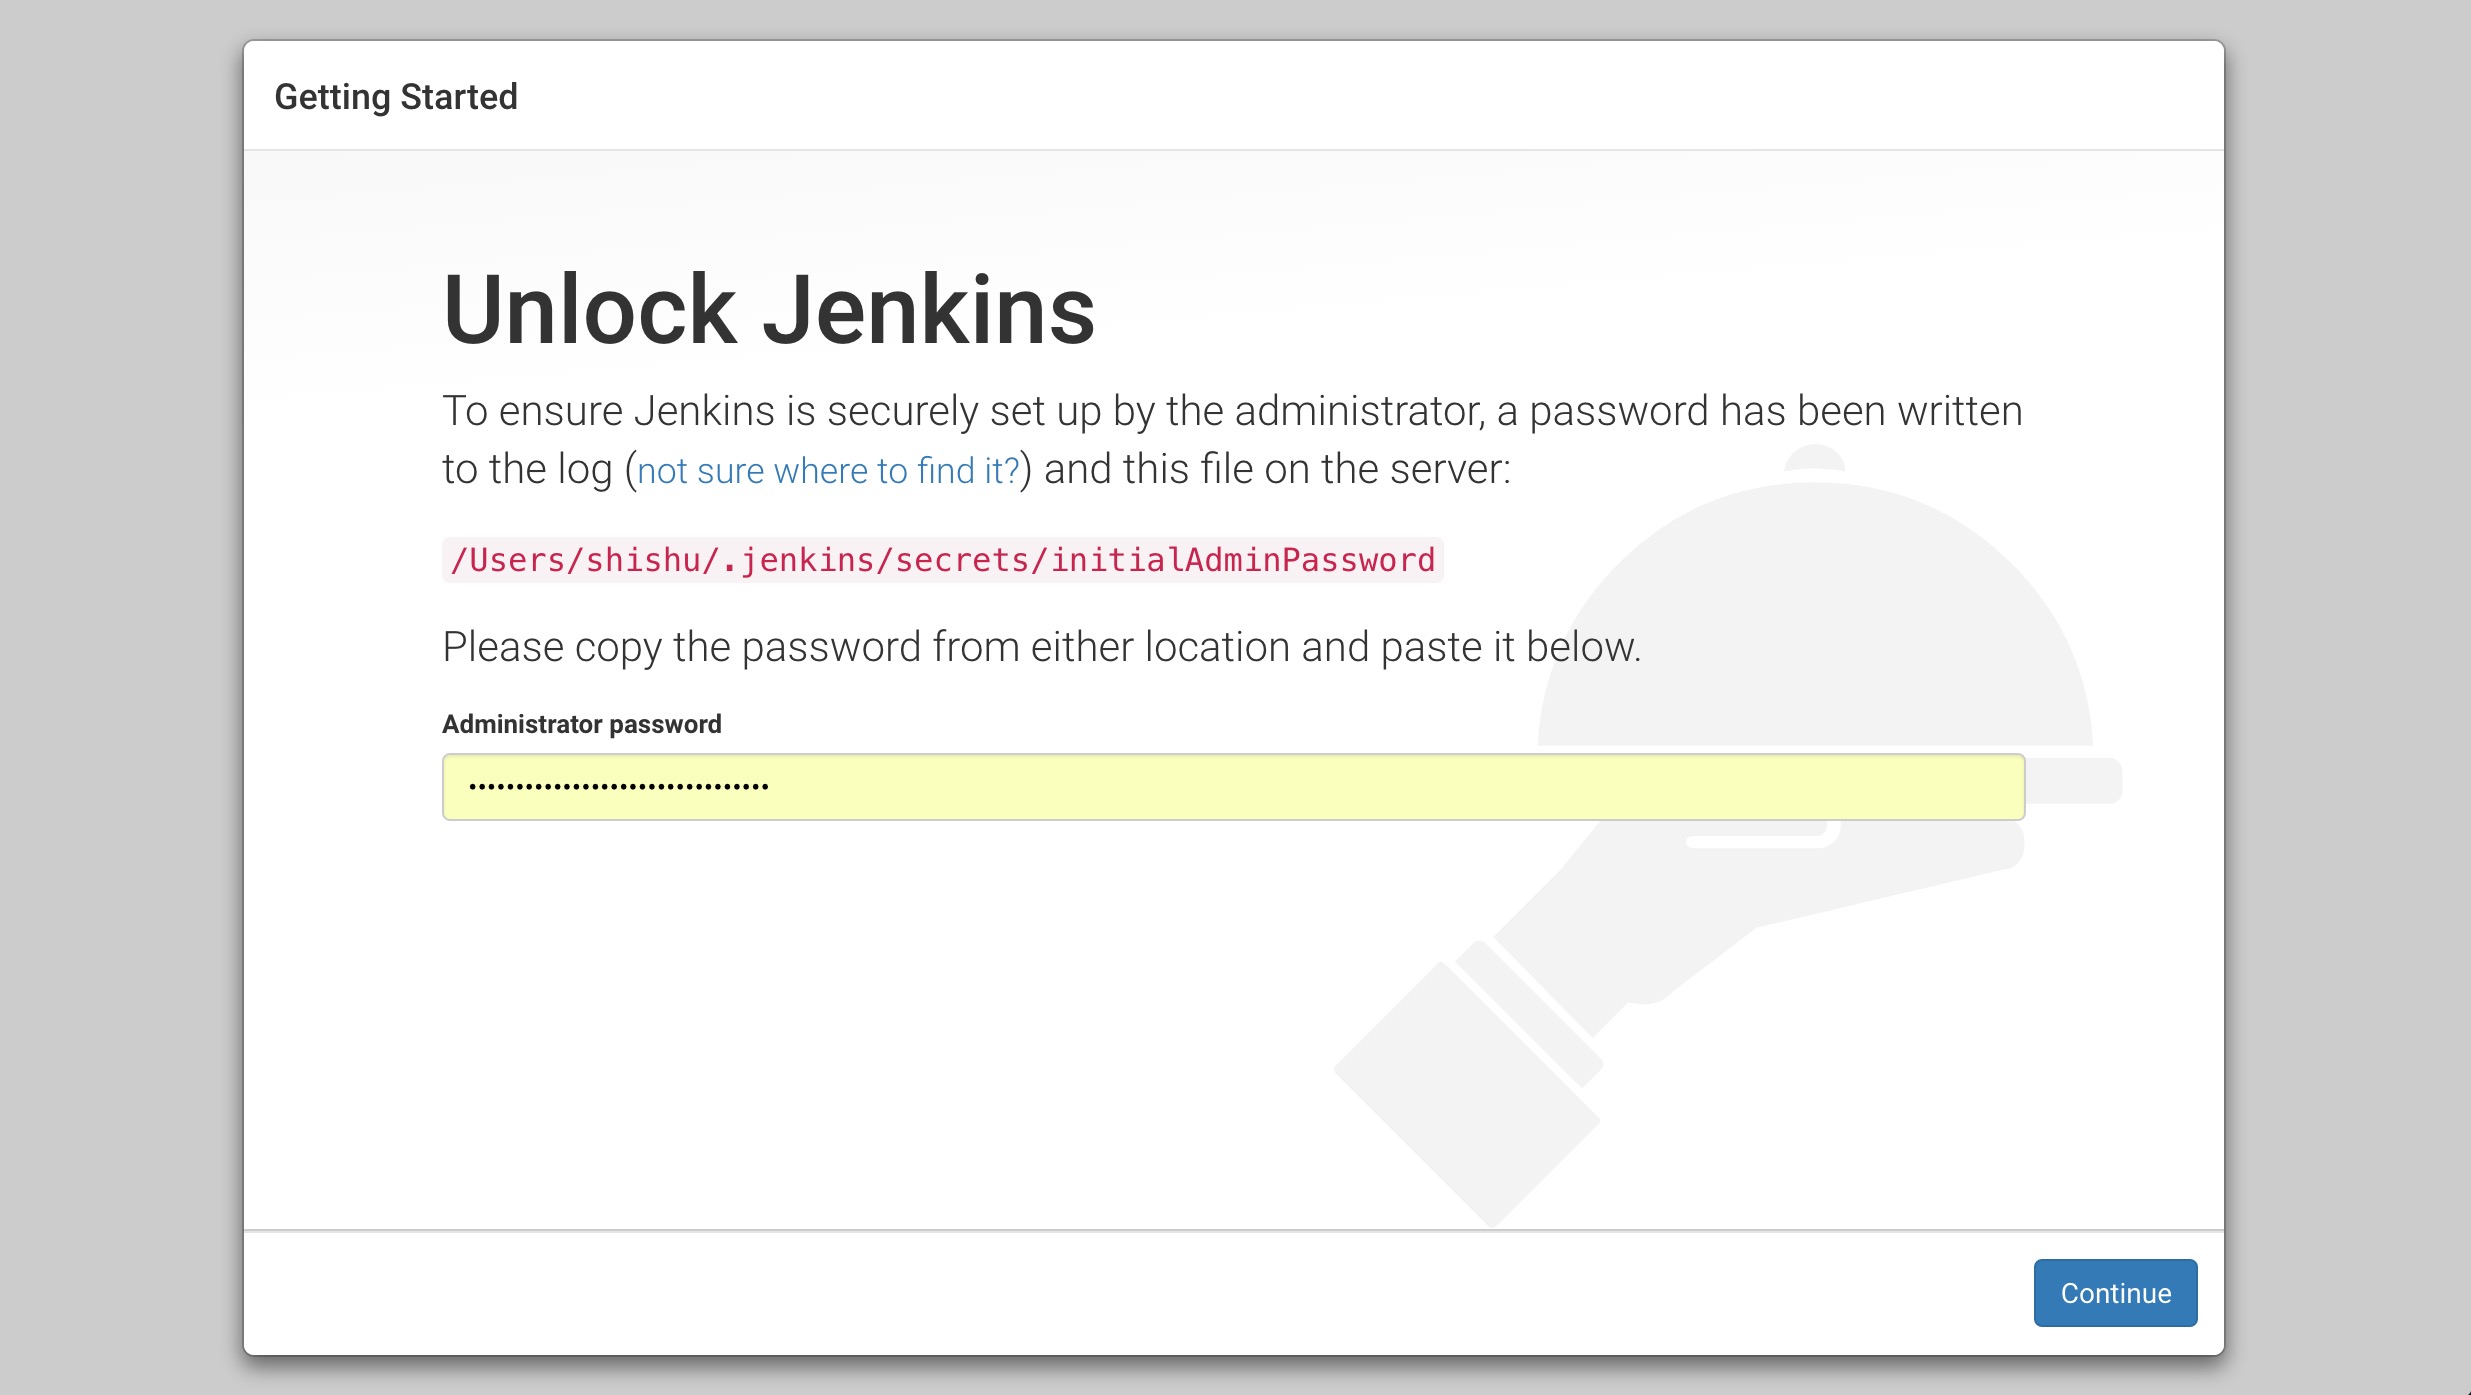 Getting Started
Unlock Jenkins
To ensure Jenkins is securely set up by the administrator, a password has been written
to the log (not sure where to find it?) and this file on the server:
/Users/shishu/.jenkins/secrets/initialAdminPassword
Please copy the password from either location and paste it below.
Administrator password
••••••••••••••••••••••••••••••••
Continue